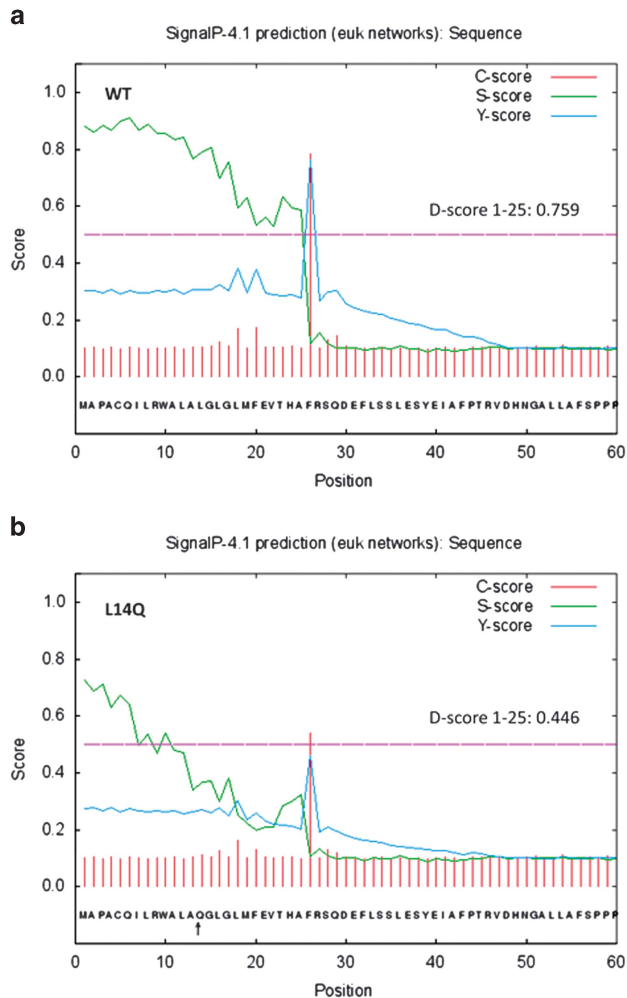 a
SignalP-4.1 prediction (euk networks): Sequence
WT
C-score
S-score
Y-score
D-score 1-25: 0.759
1.0
0.8
0.6
0.4
0.2
0.0
Score
MAPACQILRWALALGLGLMFEVTHAFRSQDEFLSSLESYEIAFPTRVDHNGALLAFSPPP
0 10 20 30 40 50 60
Position
b
SignalP-4.1 prediction (euk networks): Sequence
L14Q
C-score
S-score
Y-score
D-score 1-25: 0.446
1.0
0.8
0.6
0.4
0.2
0.0
Score
MAPACQILRWALAQGLGLMFEVTHAFRSQDEFLSSLESYEIAFPTRVDHNGALLAFSPPP
0 10 20 30 40 50 60
Position